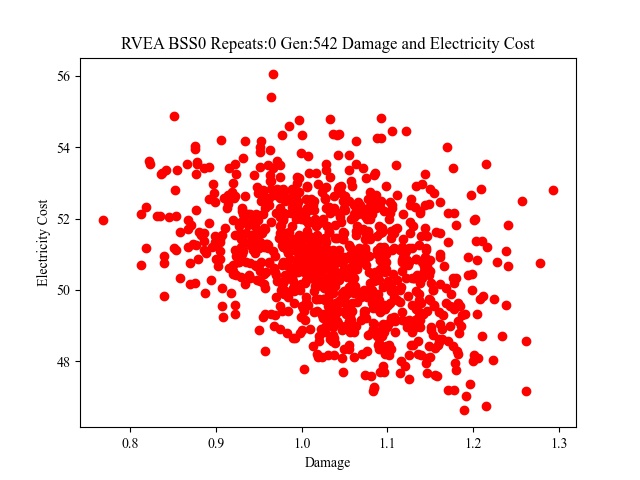 RVEA BSS0 Repeats:0 Gen:542 Damage and Electricity Cost
56
54
52
50
48
Electricity Cost
0.8 0.9 1.0 1.1 1.2 1.3
Damage